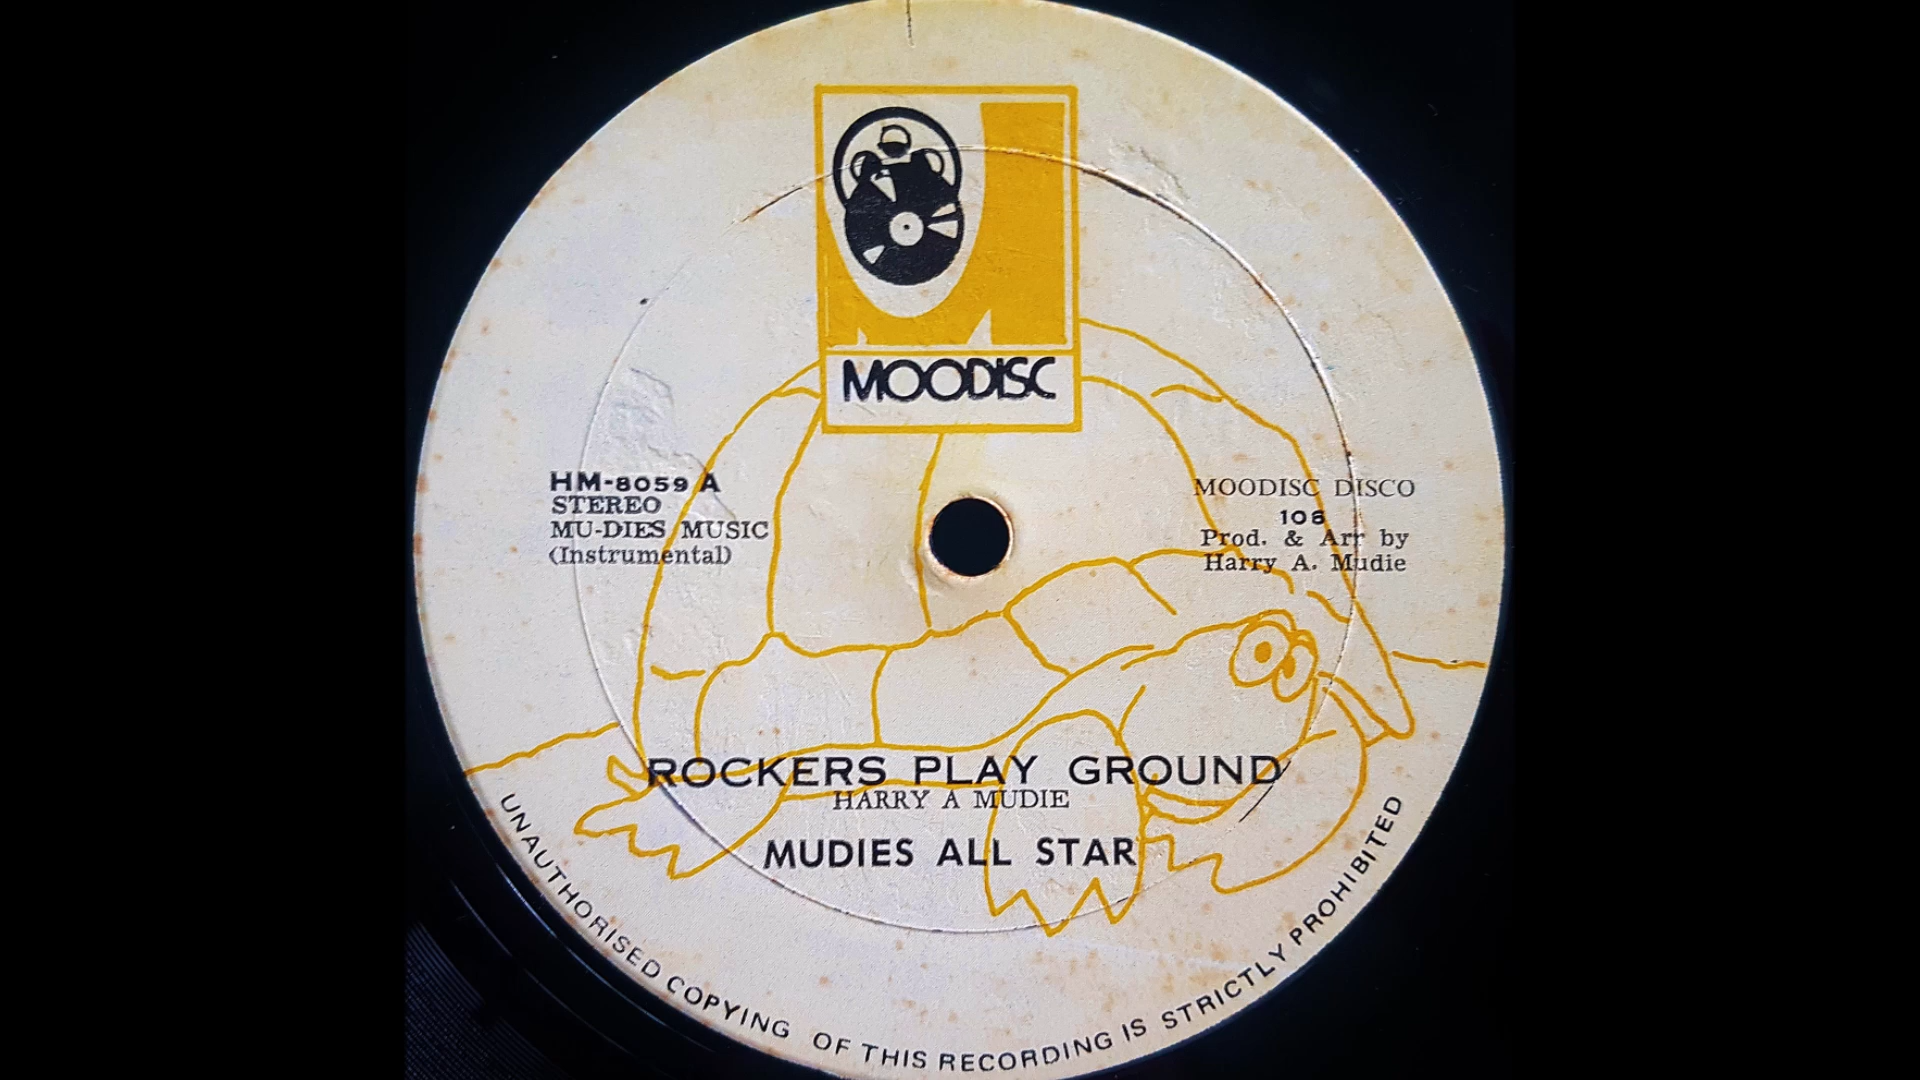 MOODISC
HM-8059 A
STEREO
MU-DIES MUSIC
(Instrumental)
MOODISC DISCO
106
Prod. & Arr by
Harry A. Mudie
ROCKERS PLAY GROUND
HARRY A MUDIE
MUDIES ALL STAR
UNAUTHORISED COPYING OF THIS RECORDING IS STRICTLY PROHIBITED